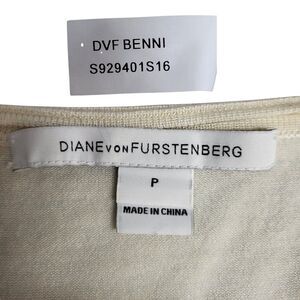 DVF BENNI
S929401S16
DIANE VON FURSTENBERG
P
MADE IN CHINA